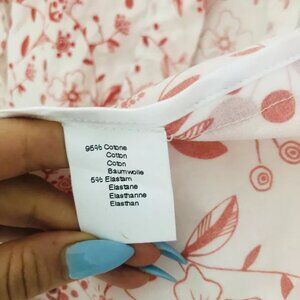 95% Cotone
Cotton
Coton
Baumwolle
5% Elastam
Elastane
Elasthanne
Elasthan